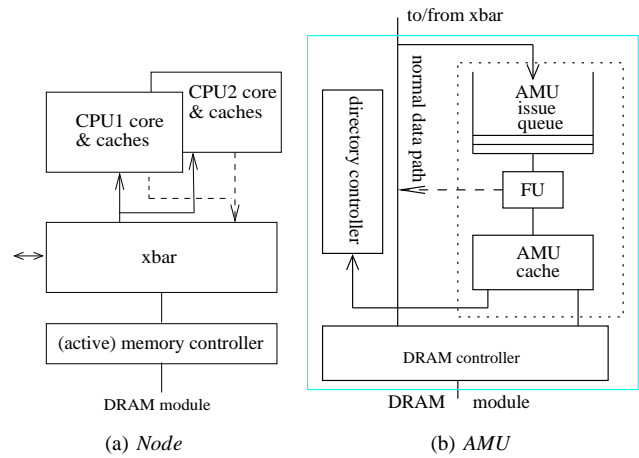 CPU2 core
& caches
CPU1 core
& caches
xbar
(active) memory controller
DRAM module
(a) Node
to/from xbar
directory controller
normal data path
AMU
issue
queue
FU
AMU
cache
DRAM controller
DRAM module
(b) AMU